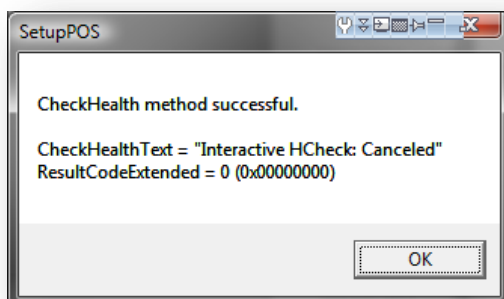 SetupPOS
CheckHealth method successful.
CheckHealthText = "Interactive HCheck: Canceled"
ResultCodeExtended = 0 (0x00000000)
OK